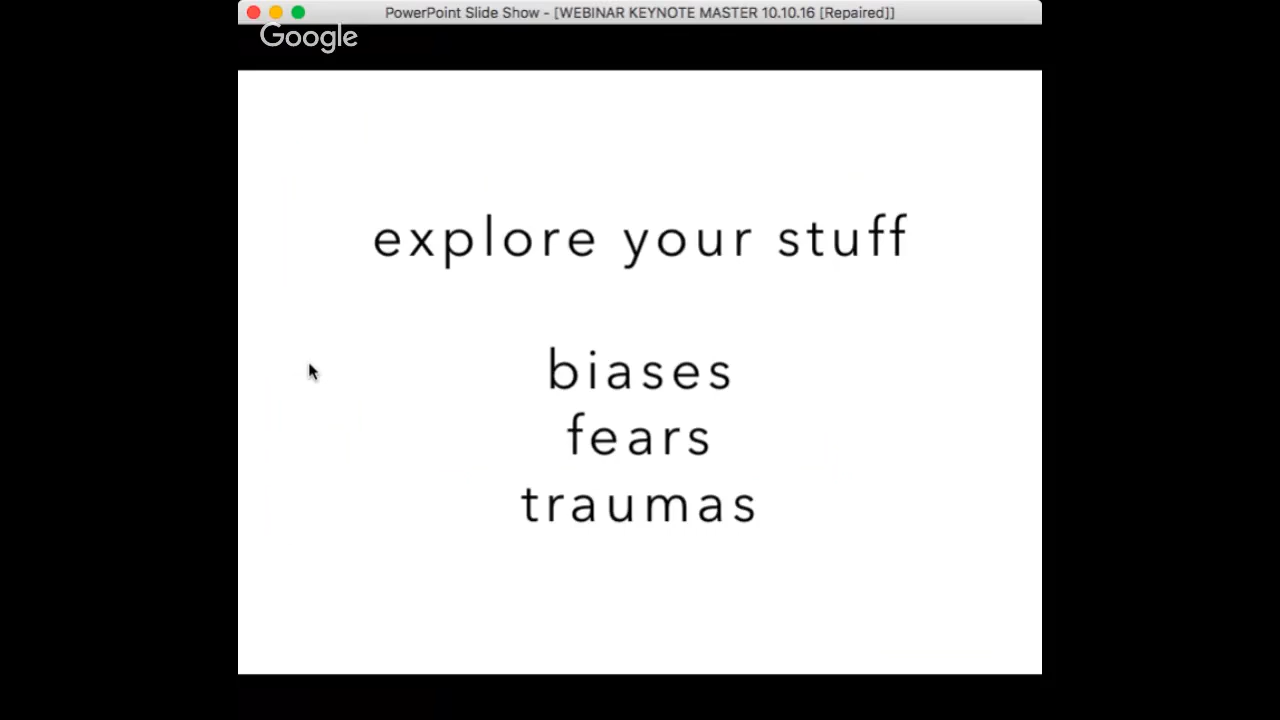 PowerPoint Slide Show - [WEBINAR KEYNOTE MASTER 10.10.16 [Repaired]]
Google
explore your stuff
biases
fears
traumas